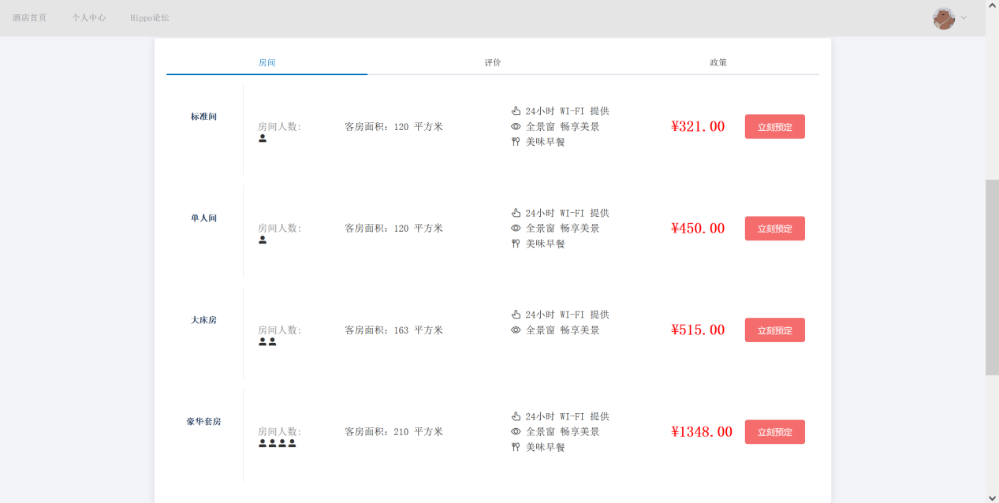 酒店首页 个人中心 Hippo论坛
房间 评价 政策
标准间
房间人数:
客房面积: 120 平方米
24小时 WI-FI 提供
全景窗 畅享美景
美味早餐
¥321.00
立刻预定
单人间
房间人数:
客房面积: 120 平方米
24小时 WI-FI 提供
全景窗 畅享美景
美味早餐
¥450.00
立刻预定
大床房
房间人数:
客房面积: 163 平方米
24小时 WI-FI 提供
全景窗 畅享美景
¥515.00
立刻预定
豪华套房
房间人数:
客房面积: 210 平方米
24小时 WI-FI 提供
全景窗 畅享美景
美味早餐
¥1348.00
立刻预定